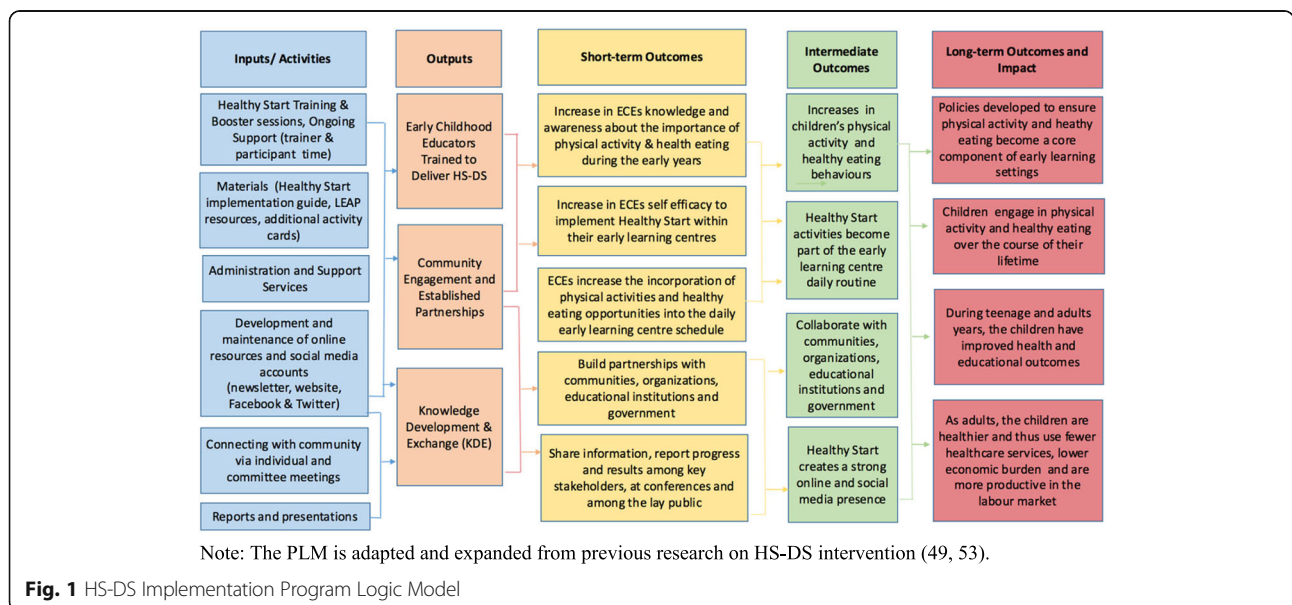 Inputs/ Activities
Healthy Start Training &
Booster sessions, Ongoing
Support (trainer &
participant time)
Materials (Healthy Start
implementation guide, LEAP
resources, additional activity
cards)
Administration and Support
Services
Development and
maintenance of online
resources and social media
accounts
(newsletter, website,
Facebook & Twitter)
Connecting with community
via individual and
committee meetings
Reports and presentations
Outputs
Early Childhood
Educators
Trained to
Deliver HS-DS
Community
Engagement and
Established
Partnerships
Knowledge
Development &
Exchange (KDE)
Short-term Outcomes
Increase in ECEs knowledge and
awareness about the importance of
physical activity & health eating
during the early years
Increase in ECEs self efficacy to
implement Healthy Start within
their early learning centres
ECEs increase the incorporation of
physical activities and healthy
eating opportunities into the daily
early learning centre schedule
Build partnerships with
communities, organizations,
educational institutions and
government
Share information, report progress
and results among key
stakeholders, at conferences and
among the lay public
Intermediate
Outcomes
Increases in
children's physical
activity and
healthy eating
behaviours
Healthy Start
activities become
part of the early
learning centre
daily routine
Collaborate with
communities,
organizations,
educational
institutions and
government
Healthy Start
creates a strong
online and social
media presence
Long-term Outcomes and
Impact
Policies developed to ensure
physical activity and heathy
eating become a core
component of early learning
settings
Children engage in physical
activity and healthy eating
over the course of their
lifetime
During teenage and adults
years, the children have
improved health and
educational outcomes
As adults, the children are
healthier and thus use fewer
healthcare services, lower
economic burden and are
more productive in the
labour market
Note: The PLM is adapted and expanded from previous research on HS-DS intervention (49, 53).
Fig. 1 HS-DS Implementation Program Logic Model